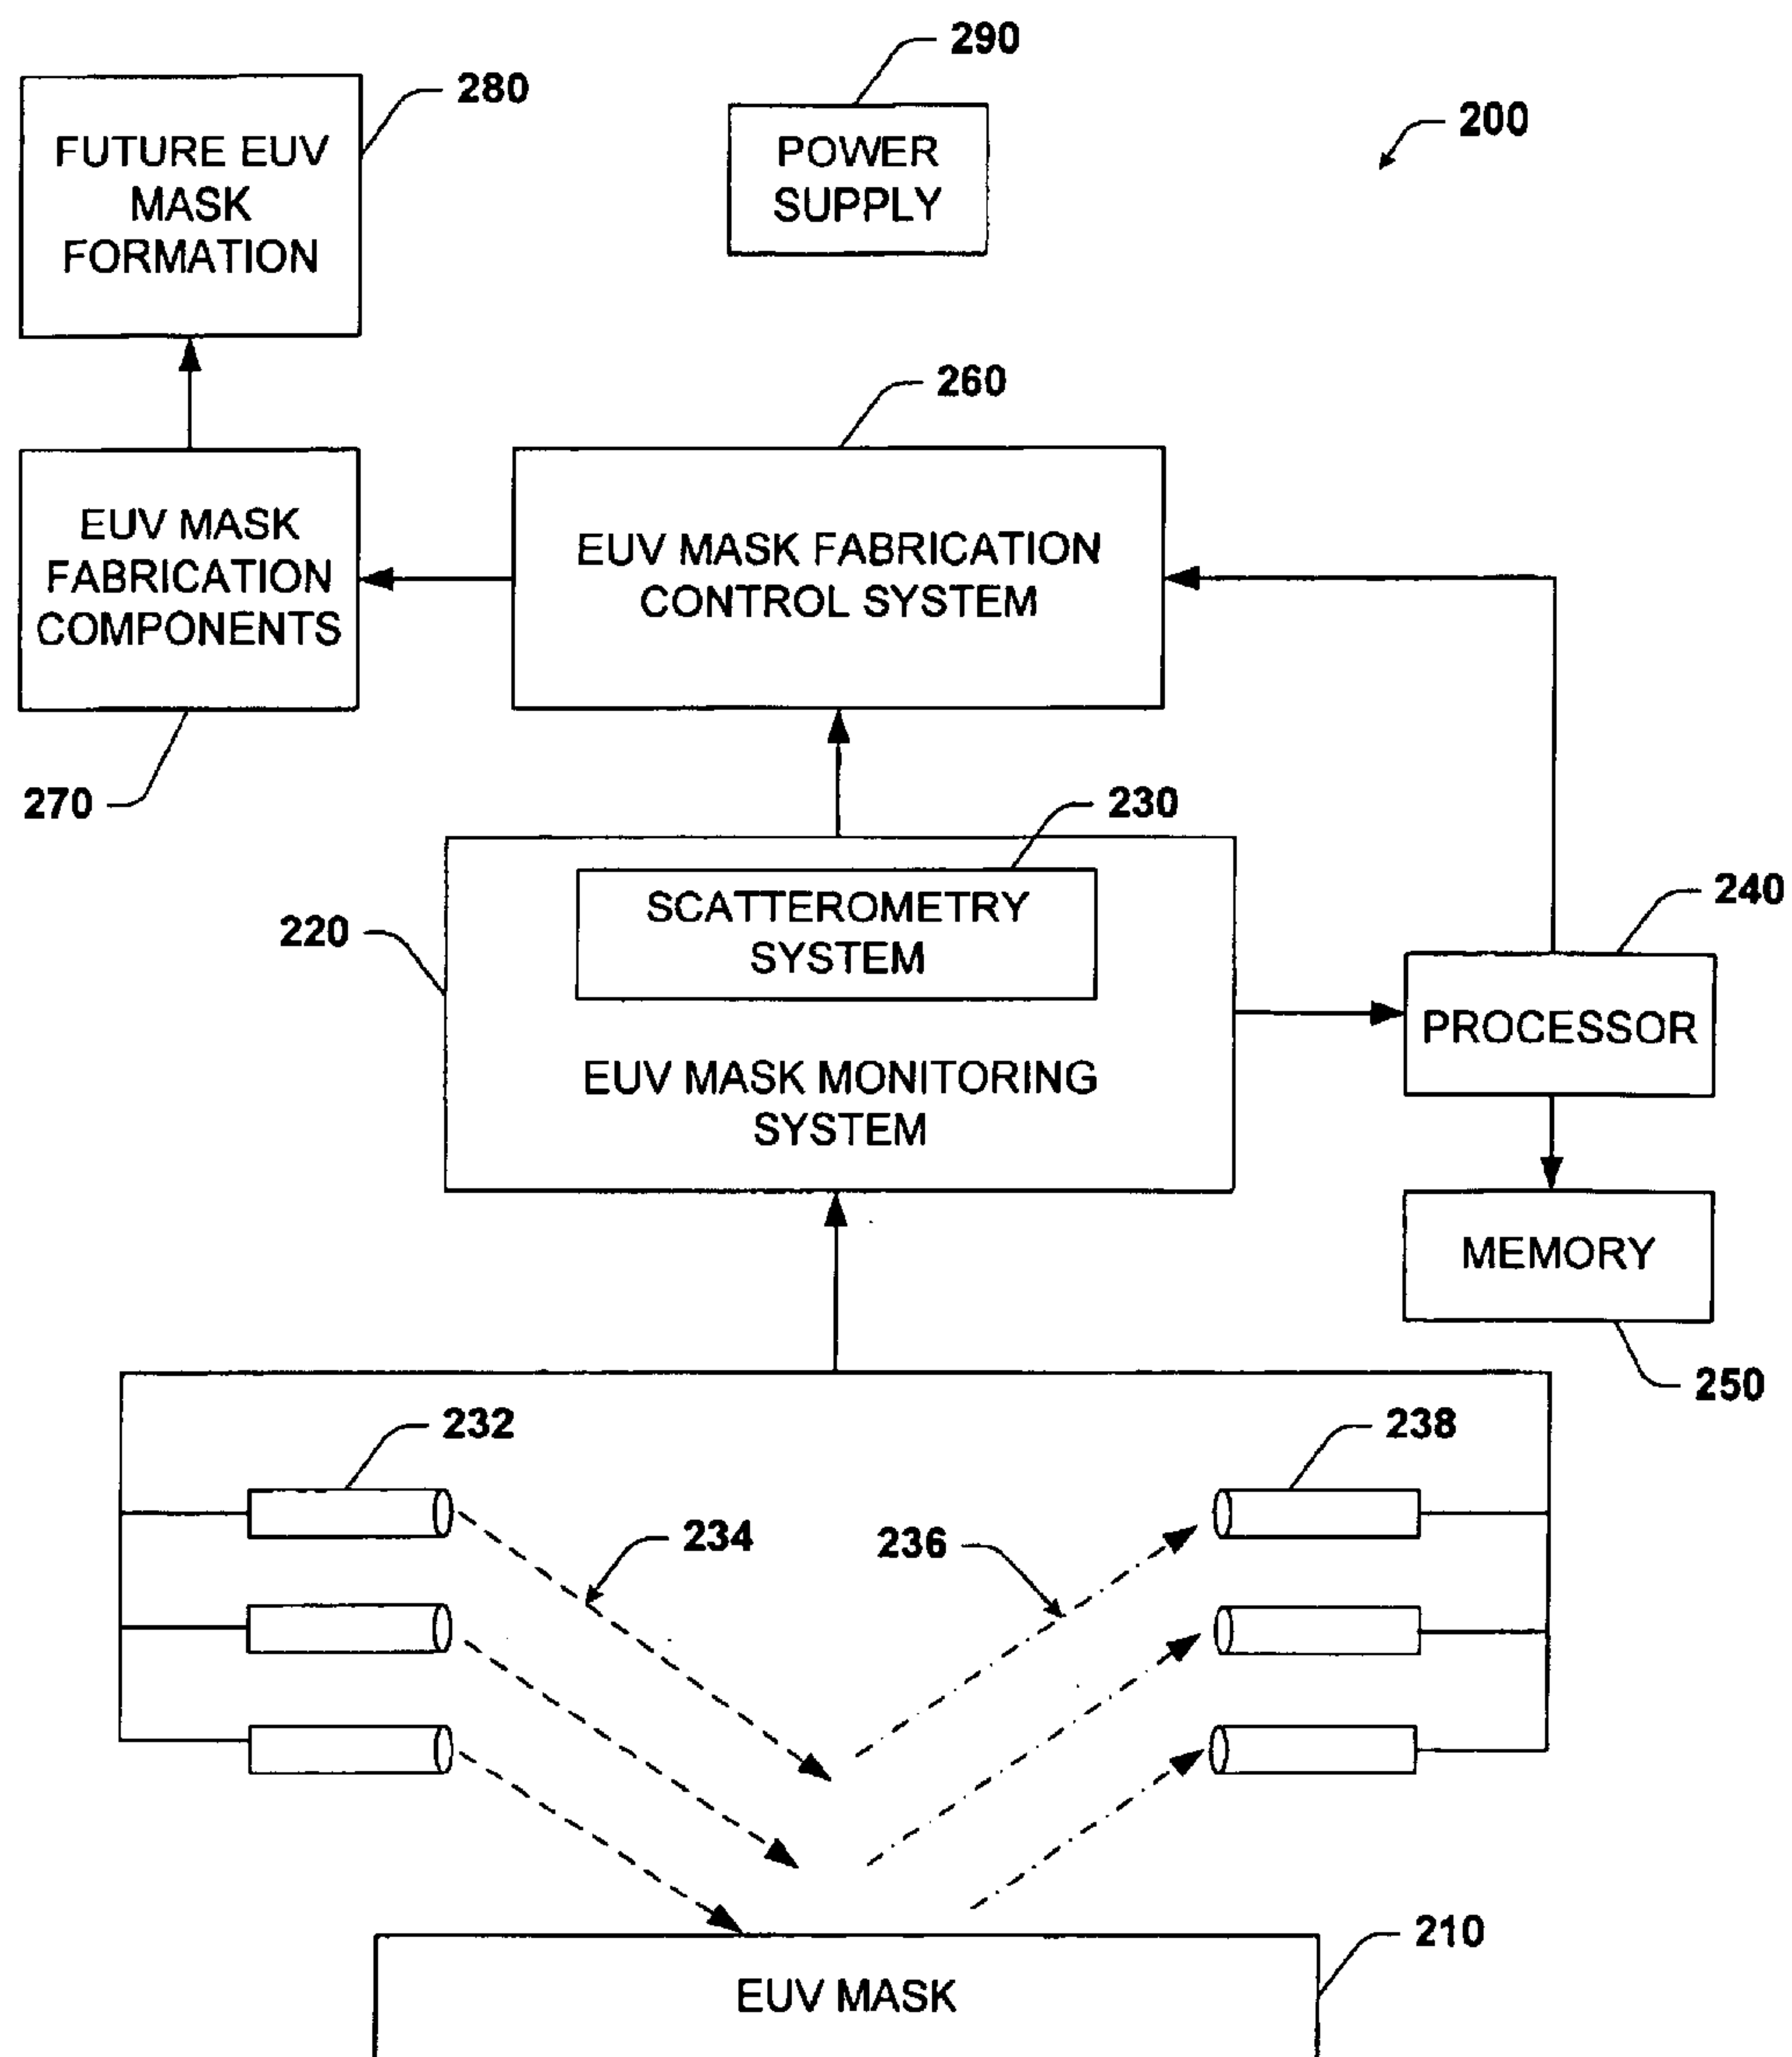 290
280
FUTURE EUV
MASK
FORMATION
POWER
SUPPLY
200
260
EUV MASK
FABRICATION
COMPONENTS
EUV MASK FABRICATION
CONTROL SYSTEM
270
230
220
SCATTEROMETRY
SYSTEM
240
PROCESSOR
EUV MASK MONITORING
SYSTEM
MEMORY
250
232
238
234
236
210
EUV MASK